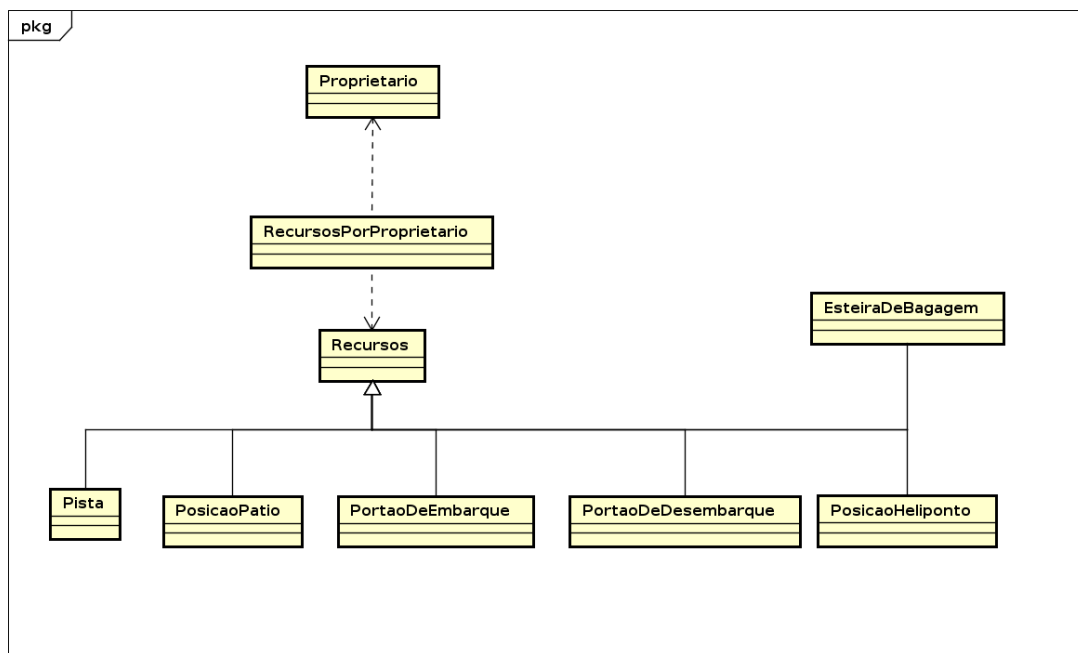 pkg
Proprietario
RecursosPorProprietario
EsteiraDeBagagem
Recursos
Pista
PosicaoPatio
PortaoDeEmbarque
PortaoDeDesembarque
PosicaoHeliponto